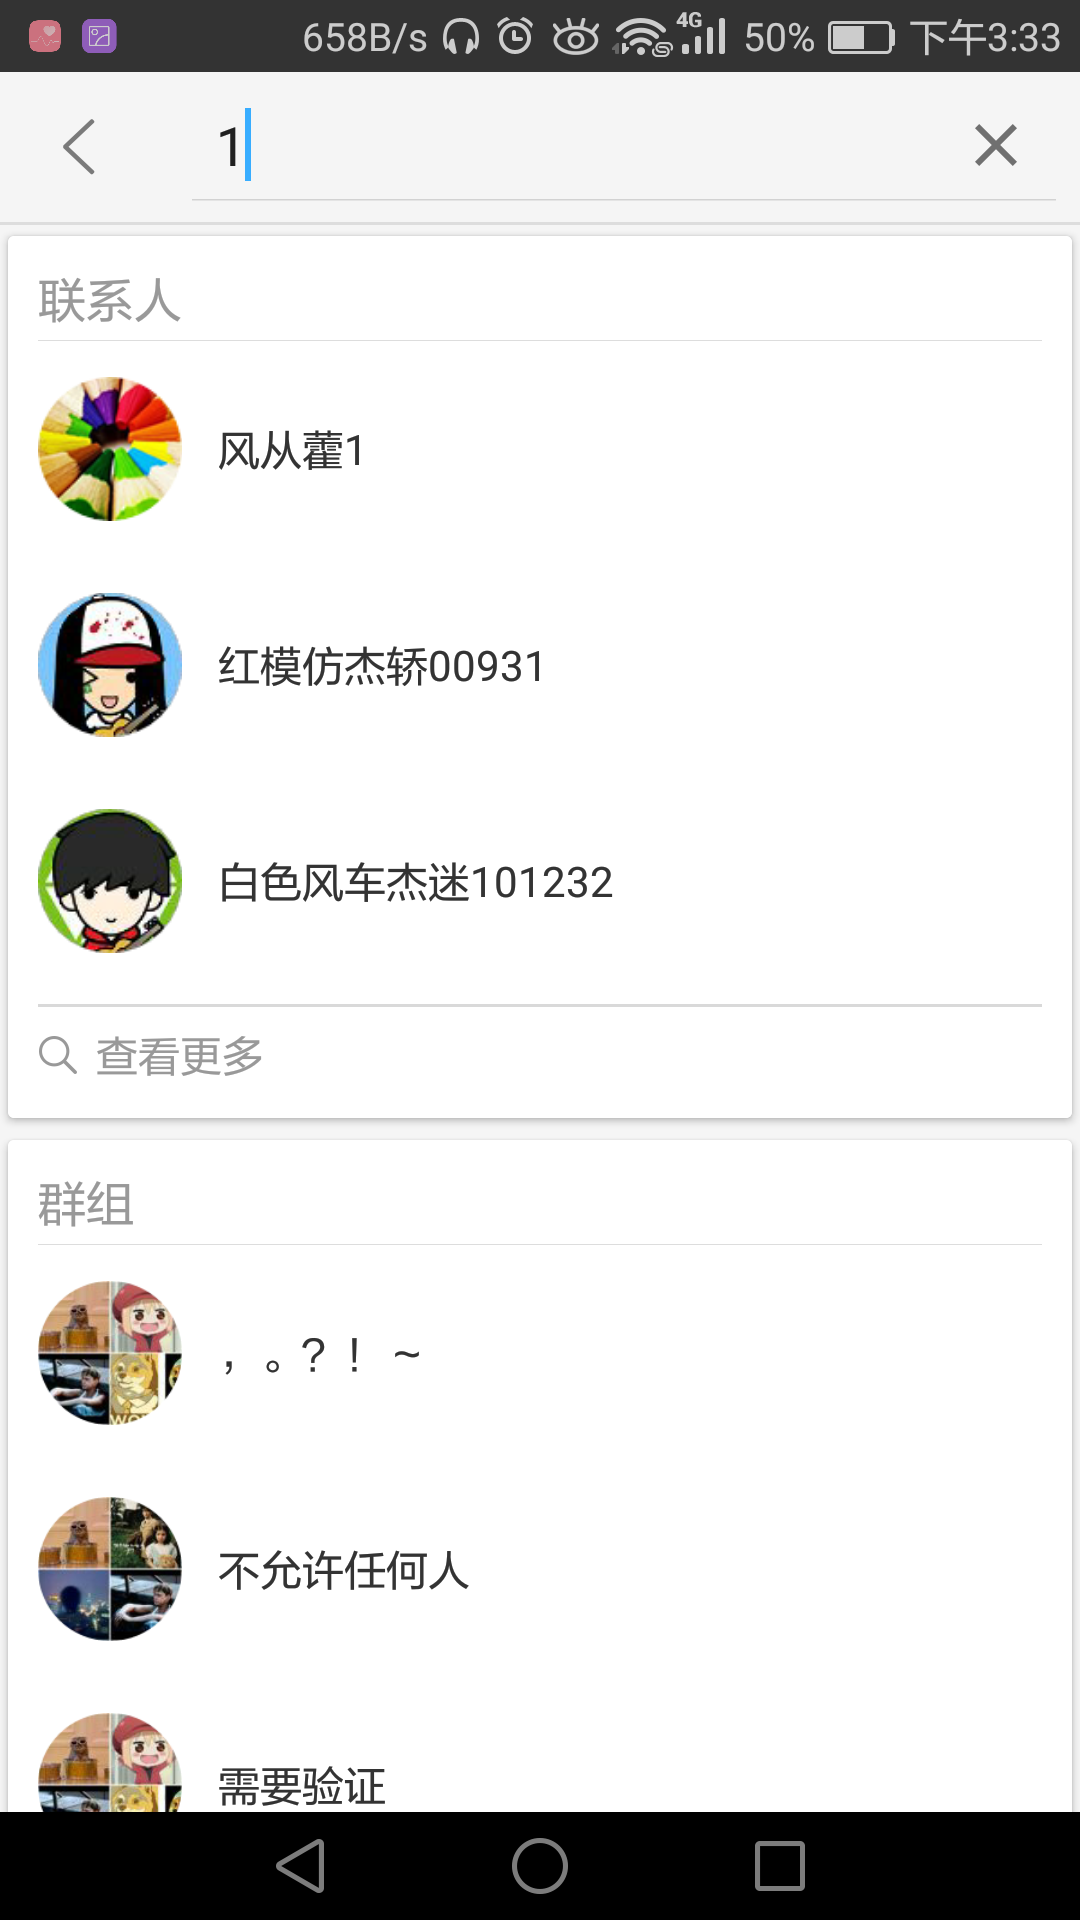 658B/s 4G 50% 下午3:33
1
联系人
风从藿1
红模仿杰轿00931
白色风车杰迷101232
查看更多
群组
，。？！~
不允许任何人
需要验证